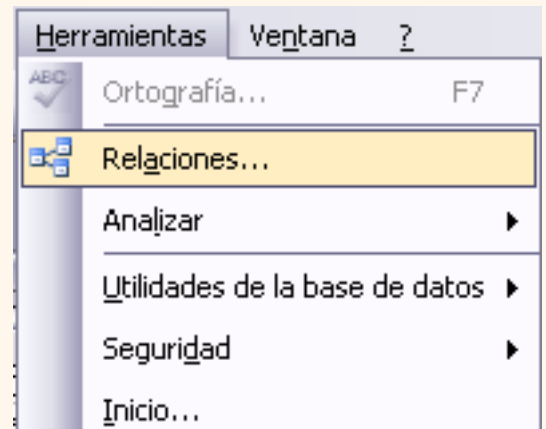 Herramientas Ventana ?
ABC Ortografía... F7
Relaciones...
Analizar
Utilidades de la base de datos
Seguridad
Inicio...